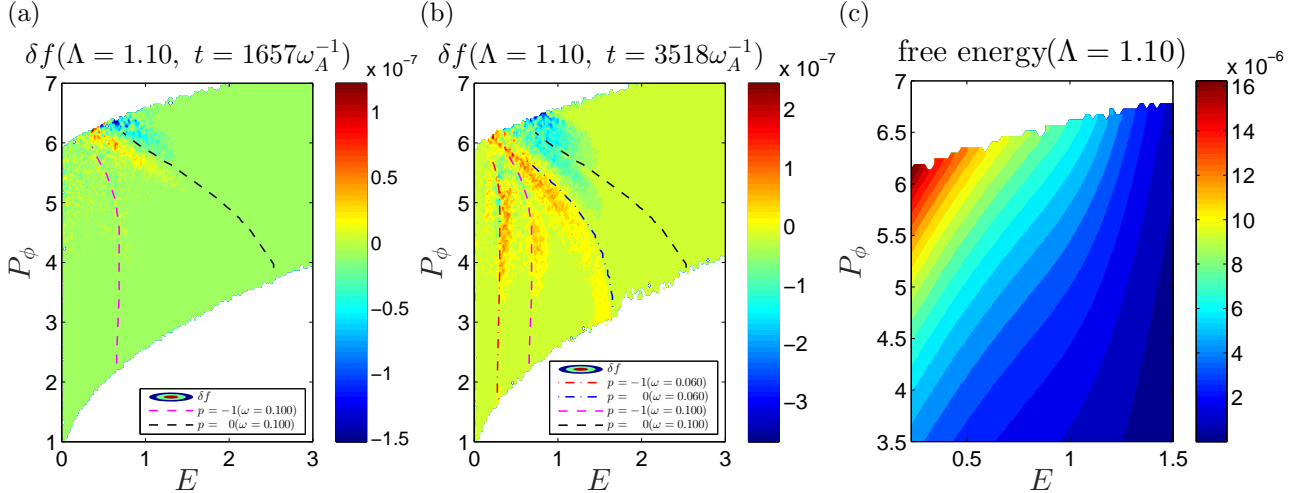 (a)
δf(Λ = 1.10, t = 1657ω_A^{-1})
x 10^{-7}
7
6
5
4
3
2
1
P_ϕ
0
1
2
3
E
1
0.5
0
−0.5
−1
−1.5
δf
p = −1(ω = 0.100)
p = 0(ω = 0.100)
(b)
δf(Λ = 1.10, t = 3518ω_A^{-1})
x 10^{-7}
7
6
5
4
3
2
1
P_ϕ
0
1
2
3
E
2
1
0
−1
−2
−3
δf
p = −1(ω = 0.060)
p = 0(ω = 0.060)
p = −1(ω = 0.100)
p = 0(ω = 0.100)
(c)
free energy(Λ = 1.10)
x 10^{-6}
7
6.5
6
5.5
5
4.5
4
3.5
P_ϕ
0.5
1
1.5
E
16
14
12
10
8
6
4
2